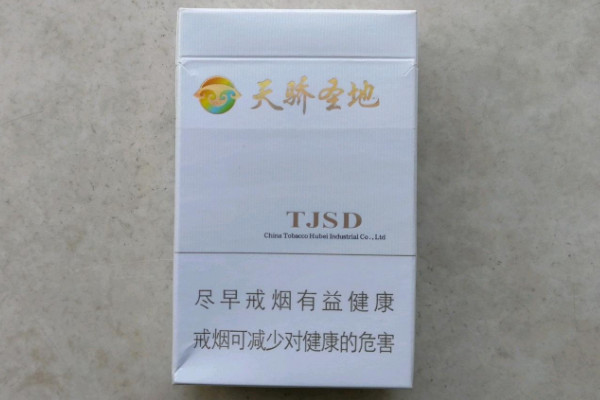 天骄圣地
TJSD
China Tobacco Hubei Industrial Co., Ltd
尽早戒烟有益健康
戒烟可减少对健康的危害